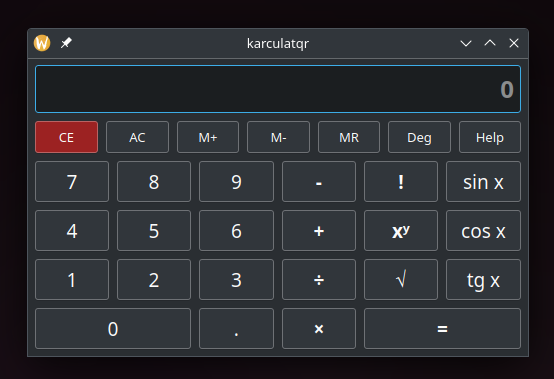 W karculatqr
0
CE AC M+ M- MR Deg Help
7 8 9 - ! sin x
4 5 6 + xʸ cos x
1 2 3 ÷ √ tg x
0 . × =